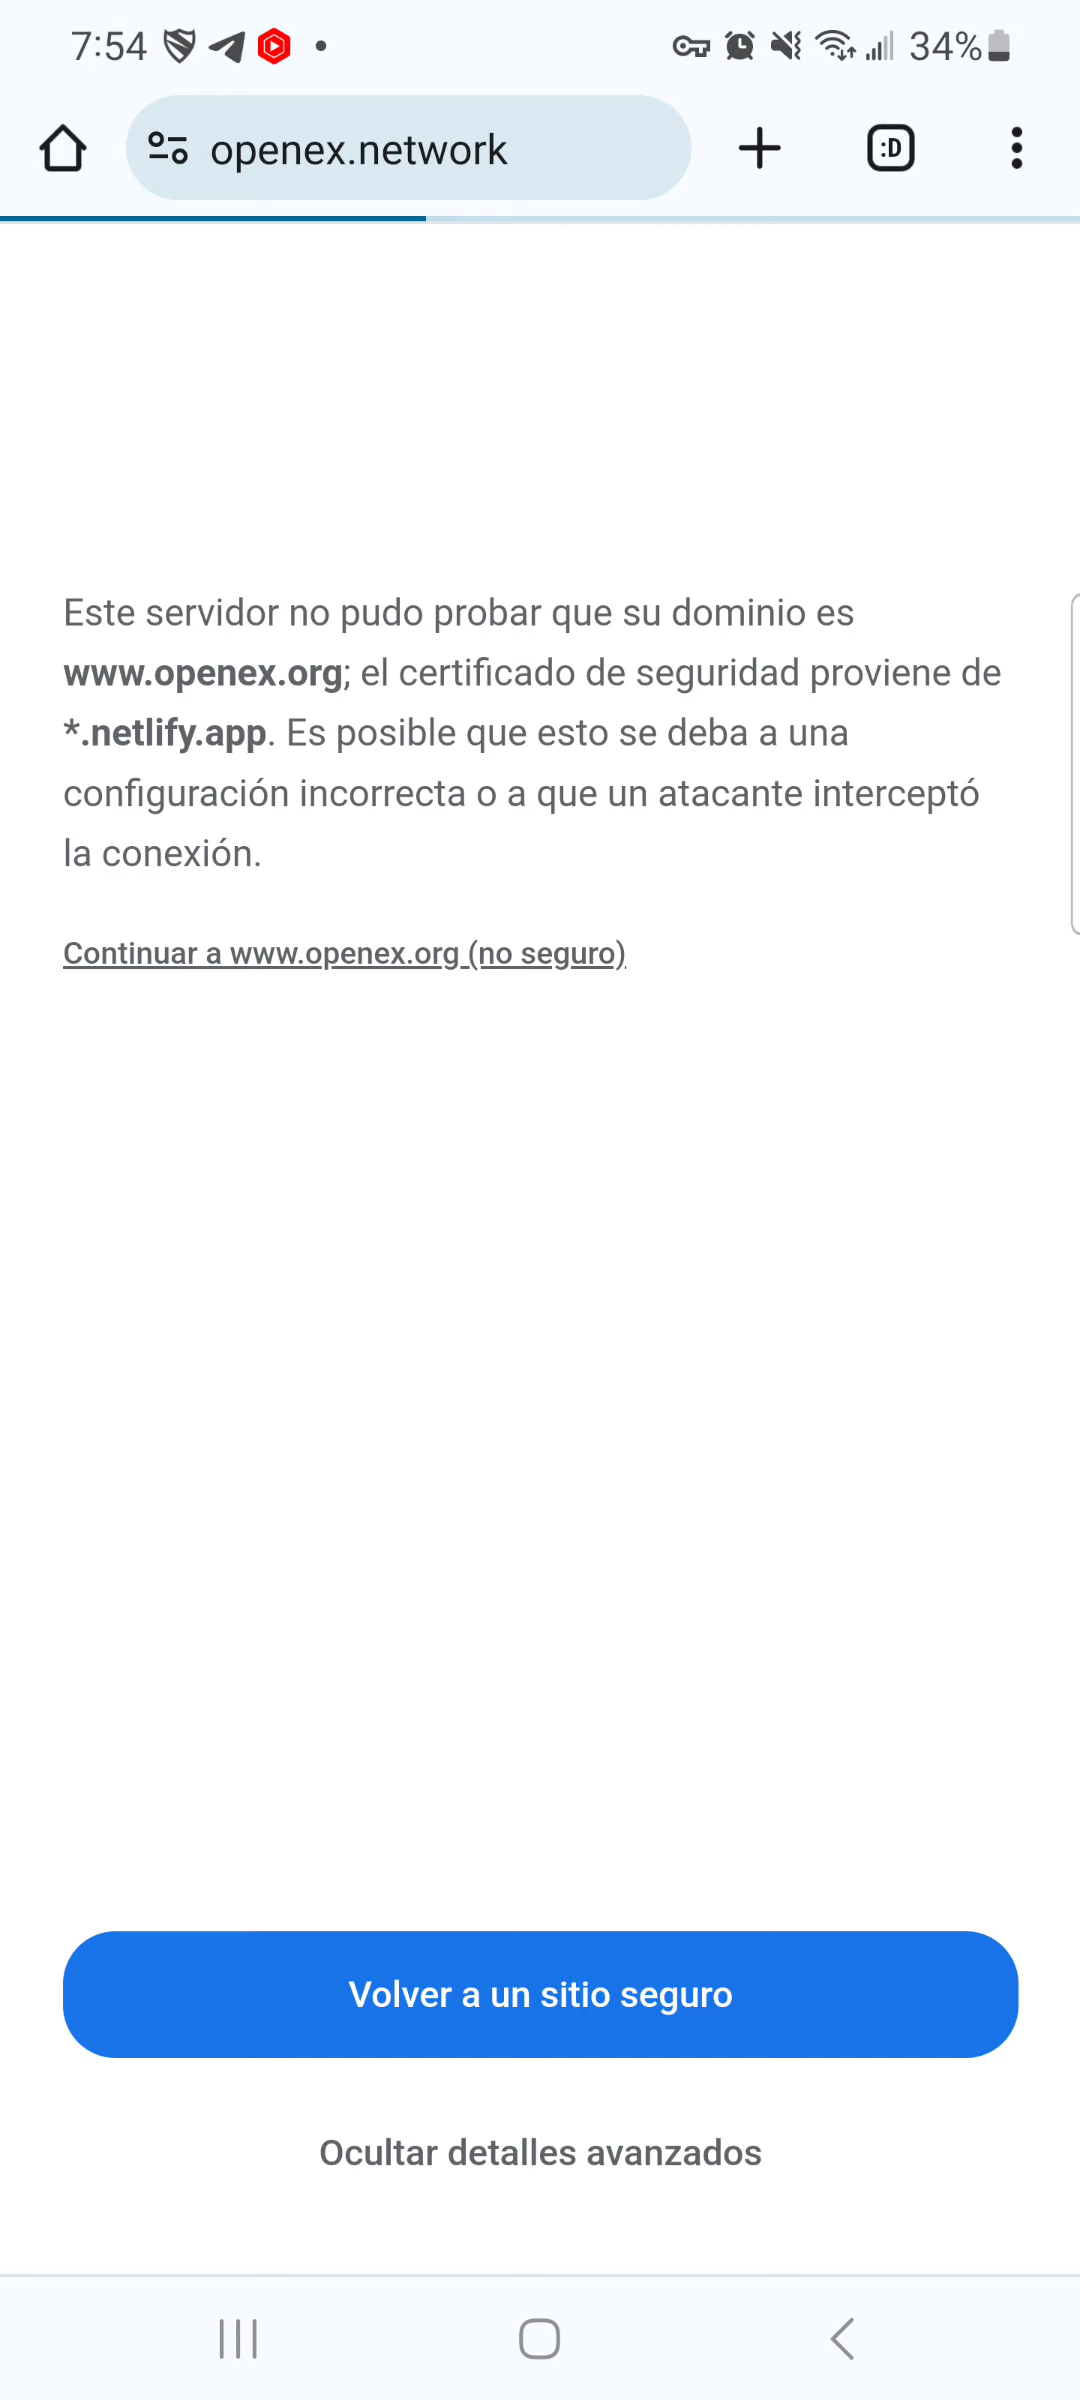 7:54
34%
openex.network
:D
Este servidor no pudo probar que su dominio es
www.openex.org; el certificado de seguridad proviene de
*.netlify.app. Es posible que esto se deba a una
configuración incorrecta o a que un atacante interceptó
la conexión.
Continuar a www.openex.org (no seguro)
Volver a un sitio seguro
Ocultar detalles avanzados